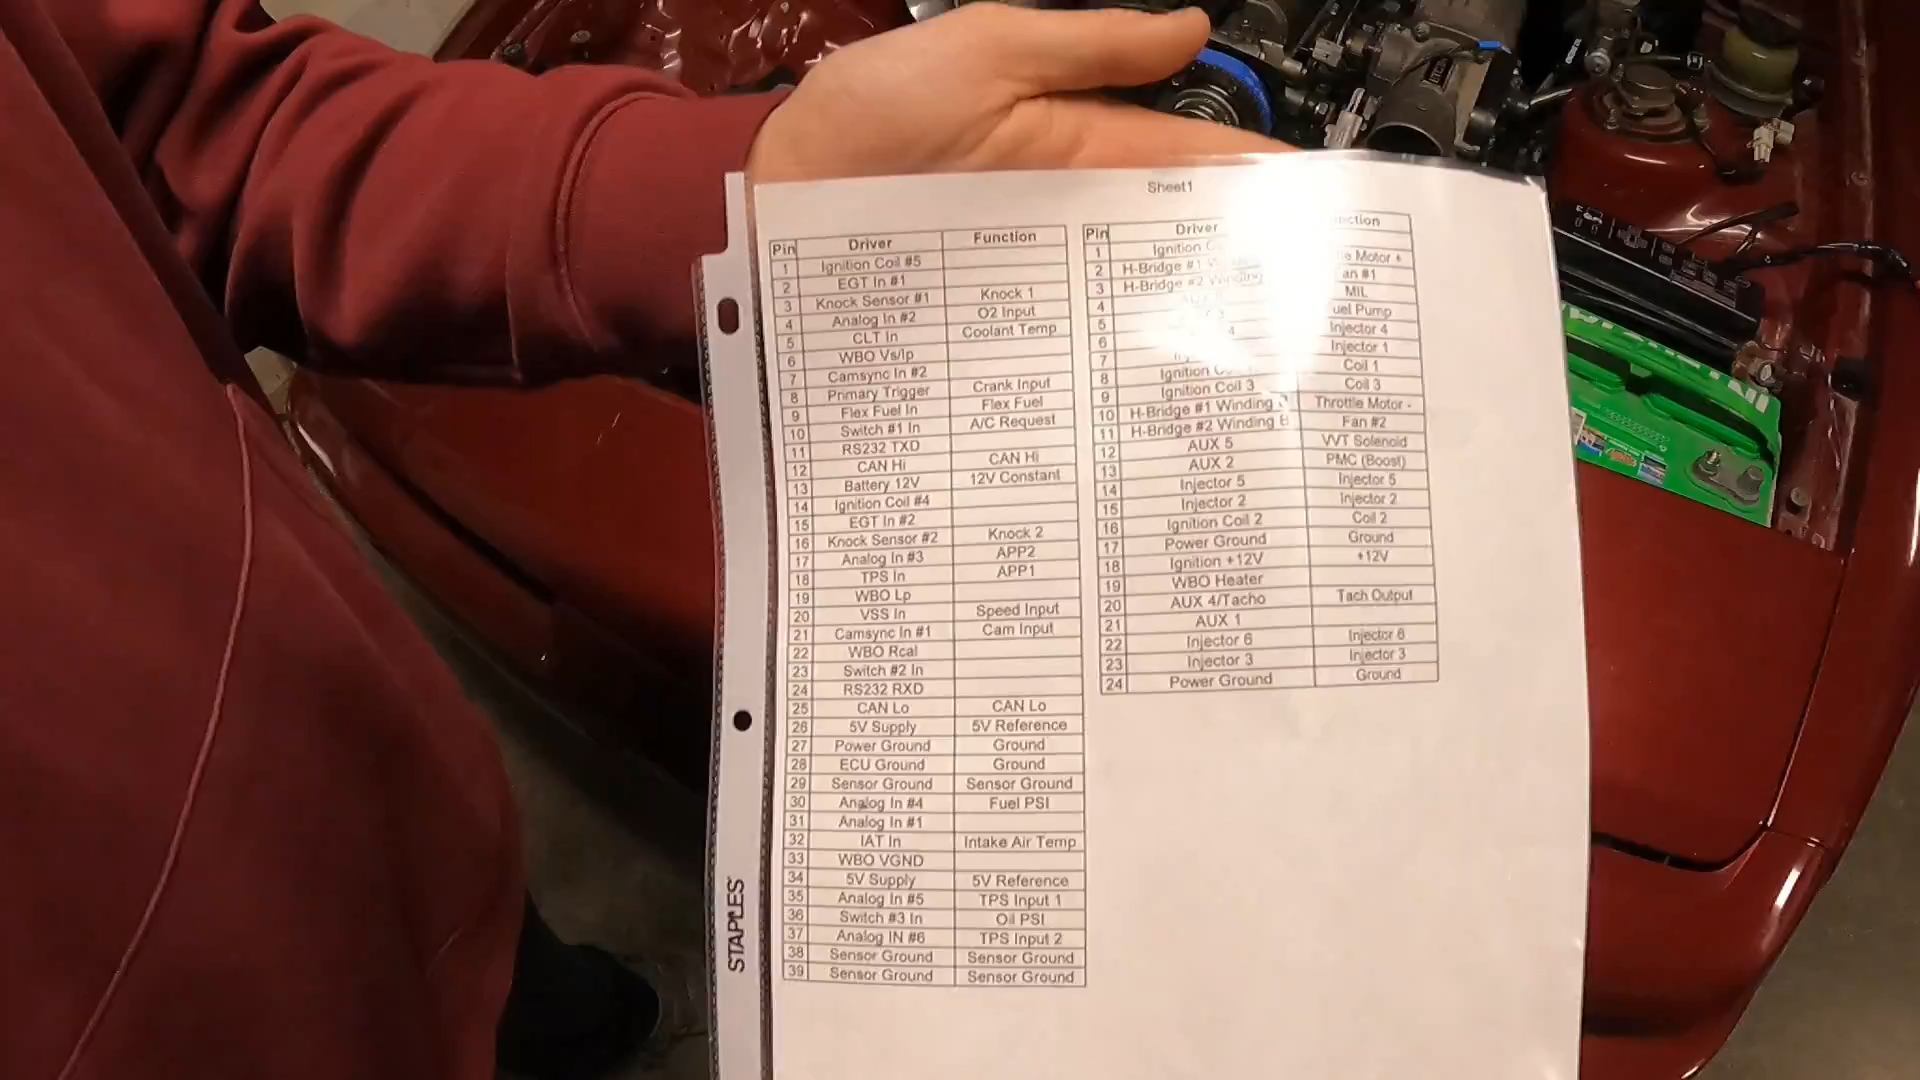 Sheet1
Pin Driver Function
1 Ignition Coil #5
2 EGT In #1
3 Knock Sensor #1 Knock 1
4 Analog In #2 O2 Input
5 CLT In Coolant Temp
6 WBO Vs/Ip
7 Camsync In #2
8 Primary Trigger Crank Input
9 Flex Fuel In Flex Fuel
10 Switch #1 In A/C Request
11 RS232 TXD
12 CAN Hi CAN Hi
13 Battery 12V 12V Constant
14 Ignition Coil #4
15 EGT In #2
16 Knock Sensor #2 Knock 2
17 Analog In #3 APP2
18 TPS In APP1
19 WBO Lp
20 VSS In Speed Input
21 Camsync In #1 Cam Input
22 WBO Rcal
23 Switch #2 In
24 RS232 RXD
25 CAN Lo CAN Lo
26 5V Supply 5V Reference
27 Power Ground Ground
28 ECU Ground Ground
29 Sensor Ground Sensor Ground
30 Analog In #4 Fuel PSI
31 Analog In #1
32 IAT In Intake Air Temp
33 WBO VGND
34 5V Supply 5V Reference
35 Analog In #5 TPS Input 1
36 Switch #3 In Oil PSI
37 Analog IN #6 TPS Input 2
38 Sensor Ground Sensor Ground
39 Sensor Ground Sensor Ground
Pin Driver
1 Ignition
2 H-Bridge #1 Motor +
3 H-Bridge #2 Winding #1
4 MIL
5 Pump
6 Injector 4
7 Injector 1
8 Ignition Coil 1
9 Ignition Coil 3 Coil 3
10 H-Bridge #1 Winding Throttle Motor -
11 H-Bridge #2 Winding B Fan #2
12 AUX 5 VVT Solenoid
13 AUX 2 PMC (Boost)
14 Injector 5 Injector 5
15 Injector 2 Injector 2
16 Ignition Coil 2 Coil 2
17 Power Ground Ground
18 Ignition +12V +12V
19 WBO Heater
20 AUX 4/Tacho Tach Output
21 AUX 1
22 Injector 6 Injector 6
23 Injector 3 Injector 3
24 Power Ground Ground
STAPLES